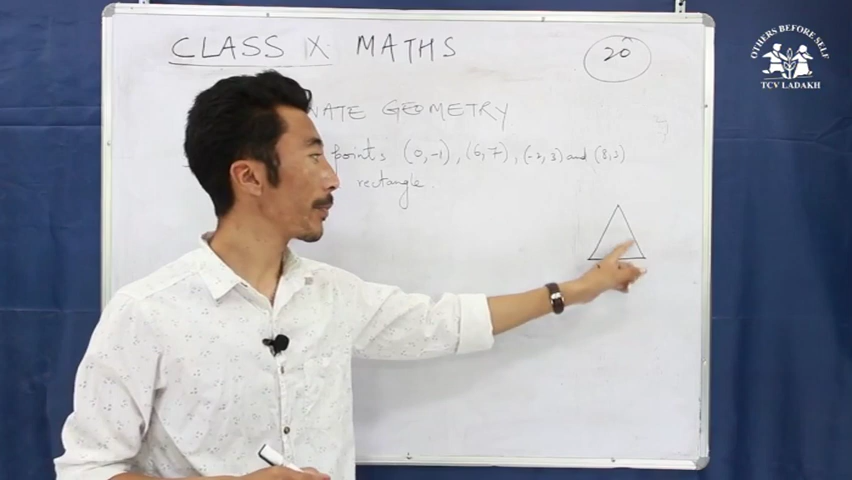 CLASS X MATHS
20
OTHERS BEFORE SELF
TCV LADAKH
NATE GEOMETRY
points (0,-1), (6,7), (-2, 3) and (8,3)
rectangle.